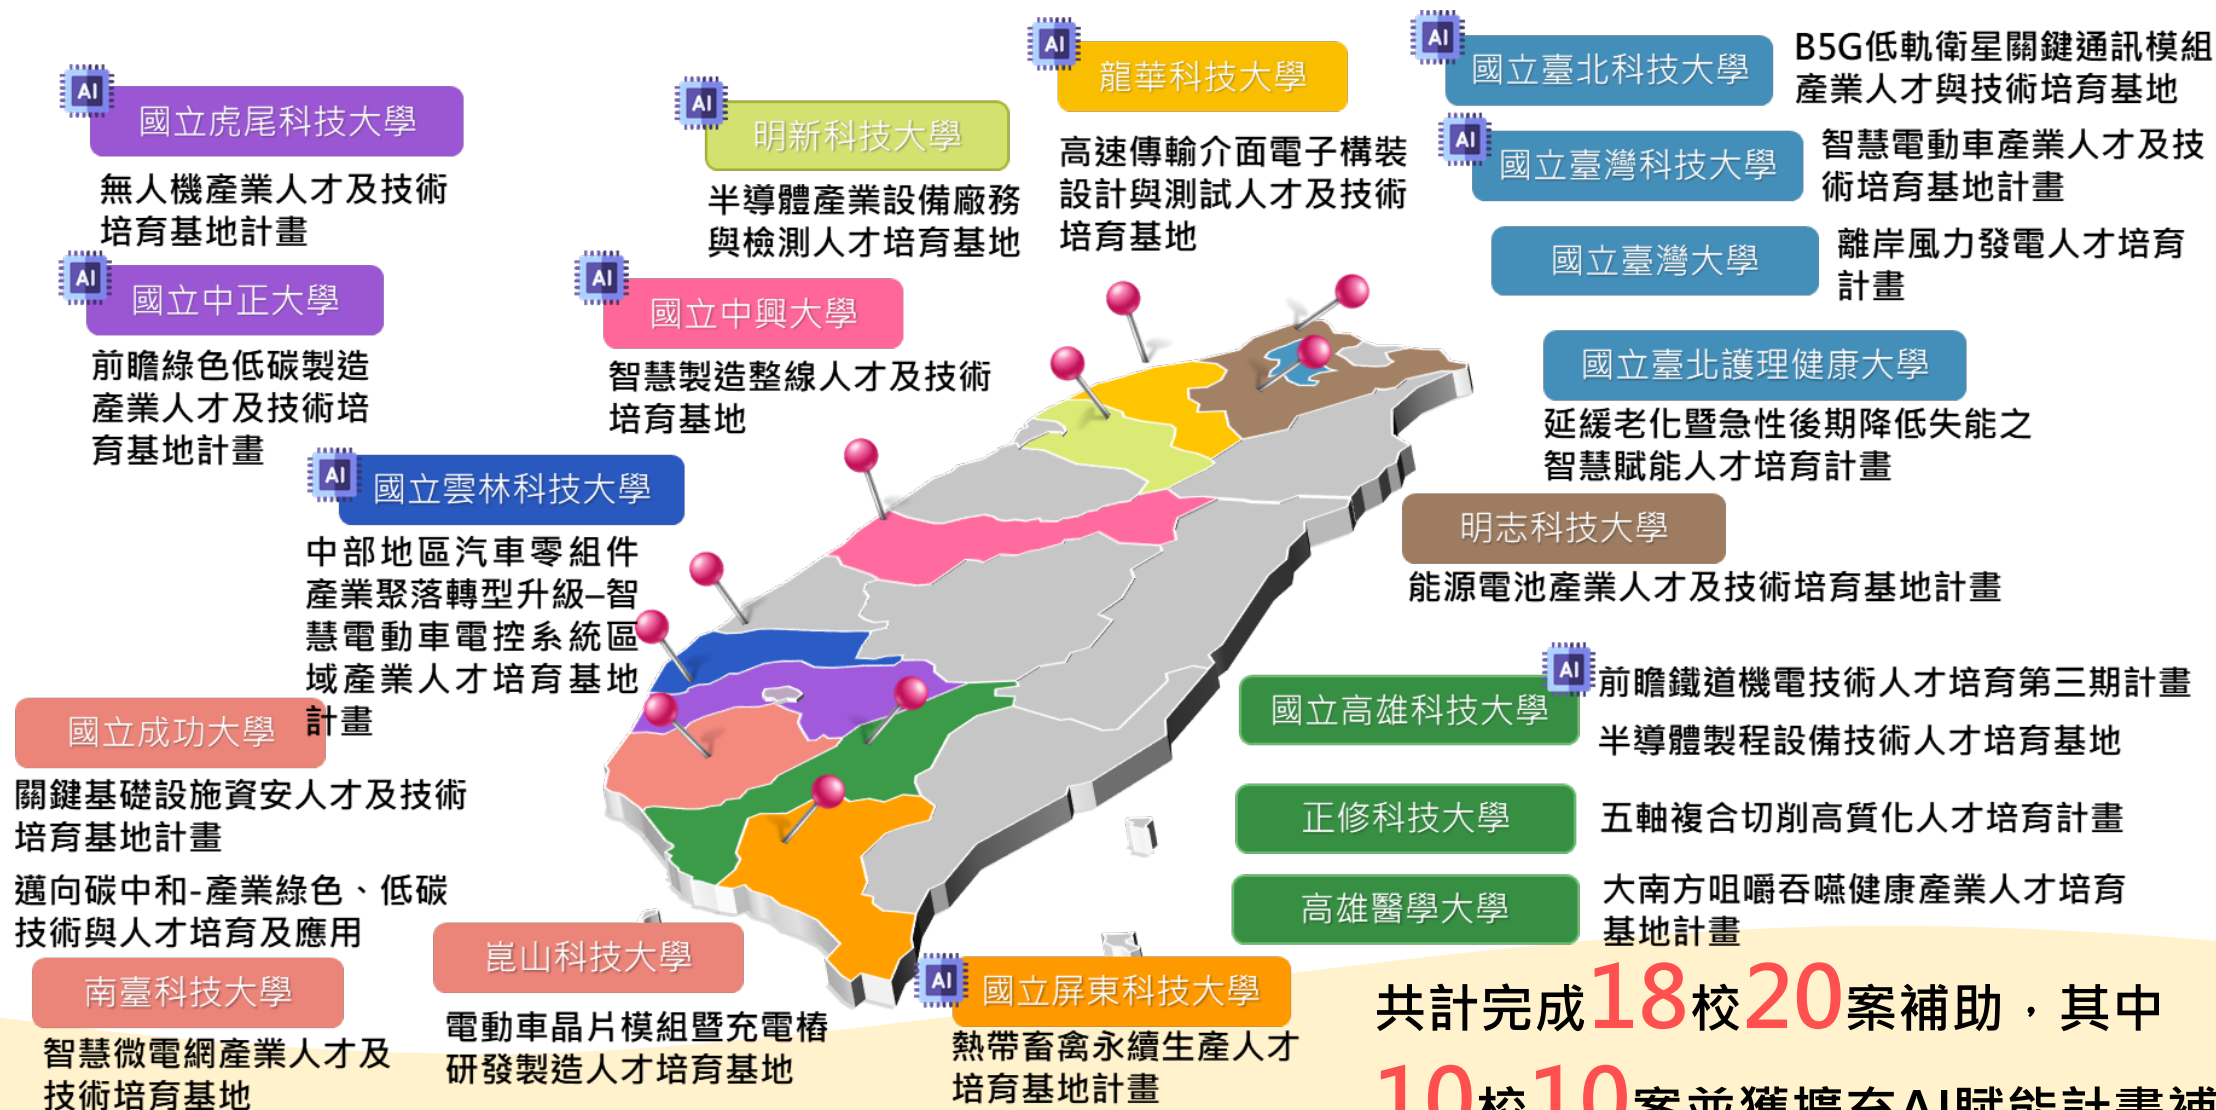 AI
國立虎尾科技大學
無人機產業人才及技術
培育基地計畫
AI
國立中正大學
前瞻綠色低碳製造
產業人才及技術培
育基地計畫
AI
明新科技大學
半導體產業設備廠務
與檢測人才培育基地
AI
國立中興大學
智慧製造整線人才及技術
培育基地
AI
龍華科技大學
高速傳輸介面電子構裝
設計與測試人才及技術
培育基地
AI
國立臺北科技大學
B5G低軌衛星關鍵通訊模組
產業人才與技術培育基地
AI
國立臺灣科技大學
智慧電動車產業人才及技
術培育基地計畫
國立臺灣大學
離岸風力發電人才培育
計畫
國立臺北護理健康大學
延緩老化暨急性後期降低失能之
智慧賦能人才培育計畫
明志科技大學
能源電池產業人才及技術培育基地計畫
AI
國立雲林科技大學
中部地區汽車零組件
產業聚落轉型升級–智
慧電動車電控系統區
域產業人才培育基地
計畫
國立成功大學
關鍵基礎設施資安人才及技術
培育基地計畫
邁向碳中和-產業綠色、低碳
技術與人才培育及應用
南臺科技大學
智慧微電網產業人才及
技術培育基地
崑山科技大學
電動車晶片模組暨充電樁
研發製造人才培育基地
AI
國立屏東科技大學
熱帶畜禽永續生產人才
培育基地計畫
國立高雄科技大學
AI
前瞻鐵道機電技術人才培育第三期計畫
半導體製程設備技術人才培育基地
正修科技大學
五軸複合切削高質化人才培育計畫
高雄醫學大學
大南方咀嚼吞嚥健康產業人才培育
基地計畫
共計完成18校20案補助，其中
10校10案並獲擴充AI賦能計畫補